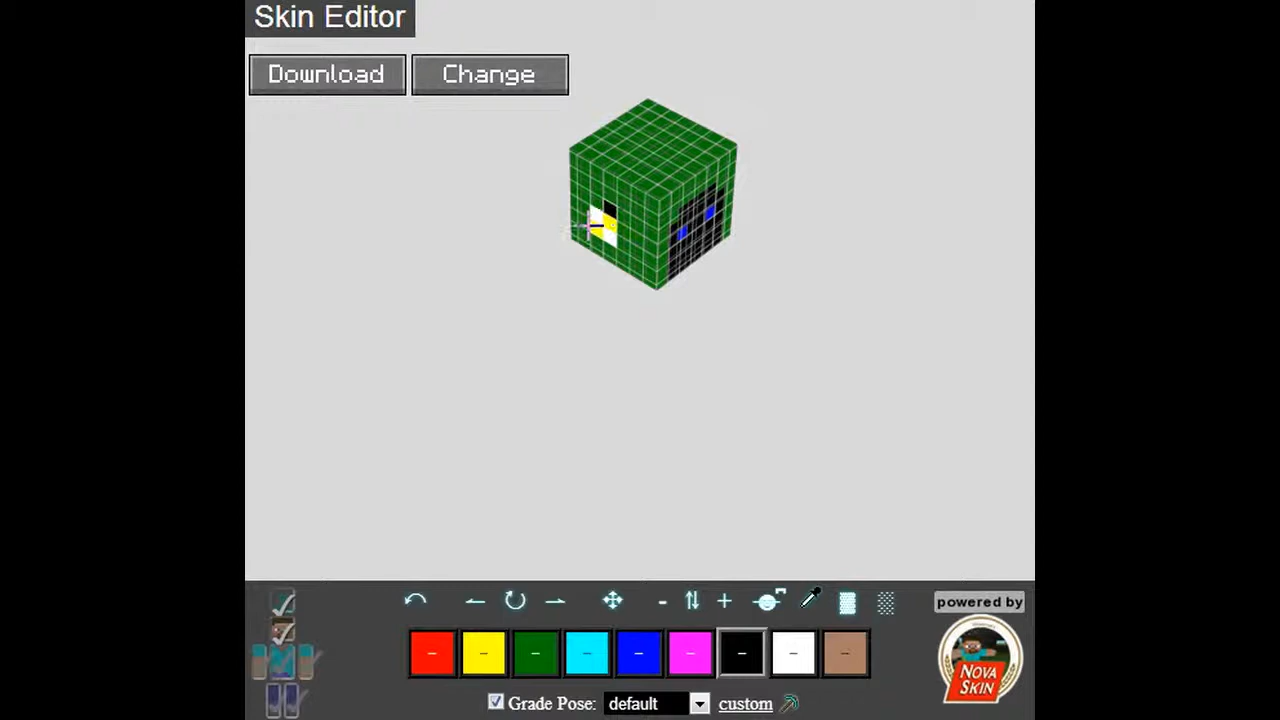 Skin Editor
Download Change
powered by
NOVA
SKIN
Grade Pose: default custom